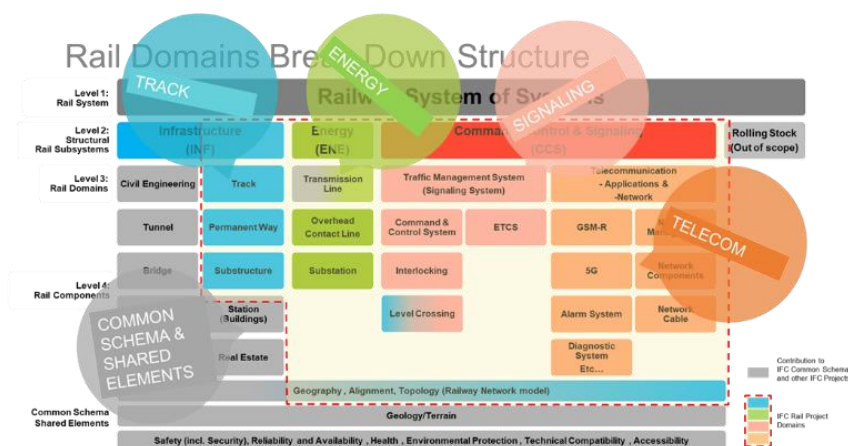 Rail Domains Break Down Structure
TRACK
ENERGY
SIGNALING
Level 1:
Rail System
Railway System of Systems
Level 2:
Structural
Rail Subsystems
Infrastructure
(INF)
Energy
(ENE)
Command Control & Signaling
(CCS)
Rolling Stock
(Out of scope)
Level 3:
Rail Domains
Civil Engineering
Track
Transmission
Line
Traffic Management System
(Signaling System)
Telecommunication
- Applications &
-Network
Tunnel
Permanent Way
Overhead
Contact Line
Command &
Control System
ETCS
GSM-R
TELECOM
Level 4:
Rail Components
Bridge
Substructure
Substation
Interlocking
5G
Network
Components
COMMON
SCHEMA &
SHARED
ELEMENTS
Station
(Buildings)
Level Crossing
Alarm System
Network
Cable
Real Estate
Diagnostic
System
Etc...
Geography , Alignment, Topology (Railway Network model)
Common Schema
Shared Elements
Geology/Terrain
Safety (incl. Security), Reliability and Availability , Health , Environmental Protection , Technical Compatibility , Accessibility
Contribution to
IFC Common Schema
and other IFC Projects
IFC Rail Project
Domains